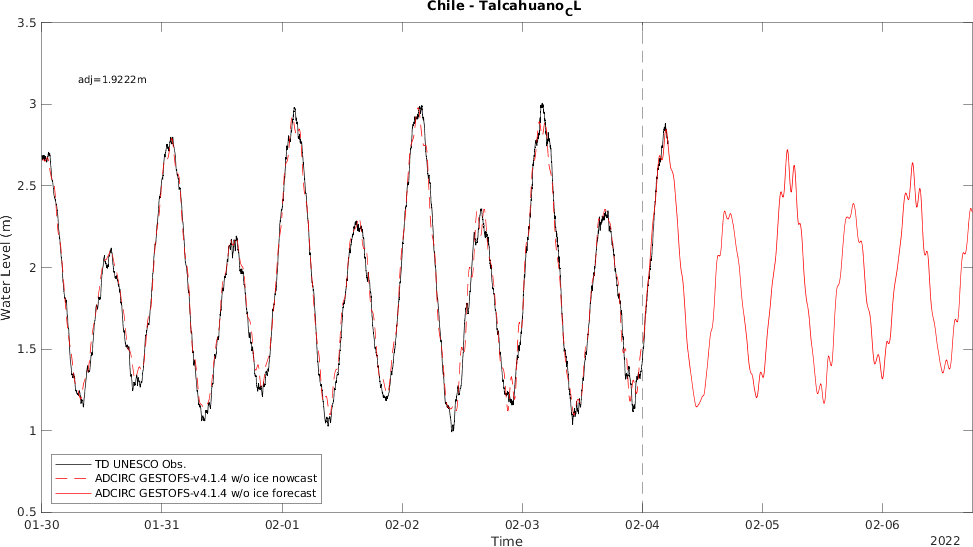 Chile - TalcahuanoCL
3.5
adj=1.9222m
3
2.5
Water Level (m)
2
1.5
1
TD UNESCO Obs.
ADCIRC GESTOFS-v4.1.4 w/o ice nowcast
ADCIRC GESTOFS-v4.1.4 w/o ice forecast
0.5
01-30 01-31 02-01 02-02 02-03 02-04 02-05 02-06
Time
2022